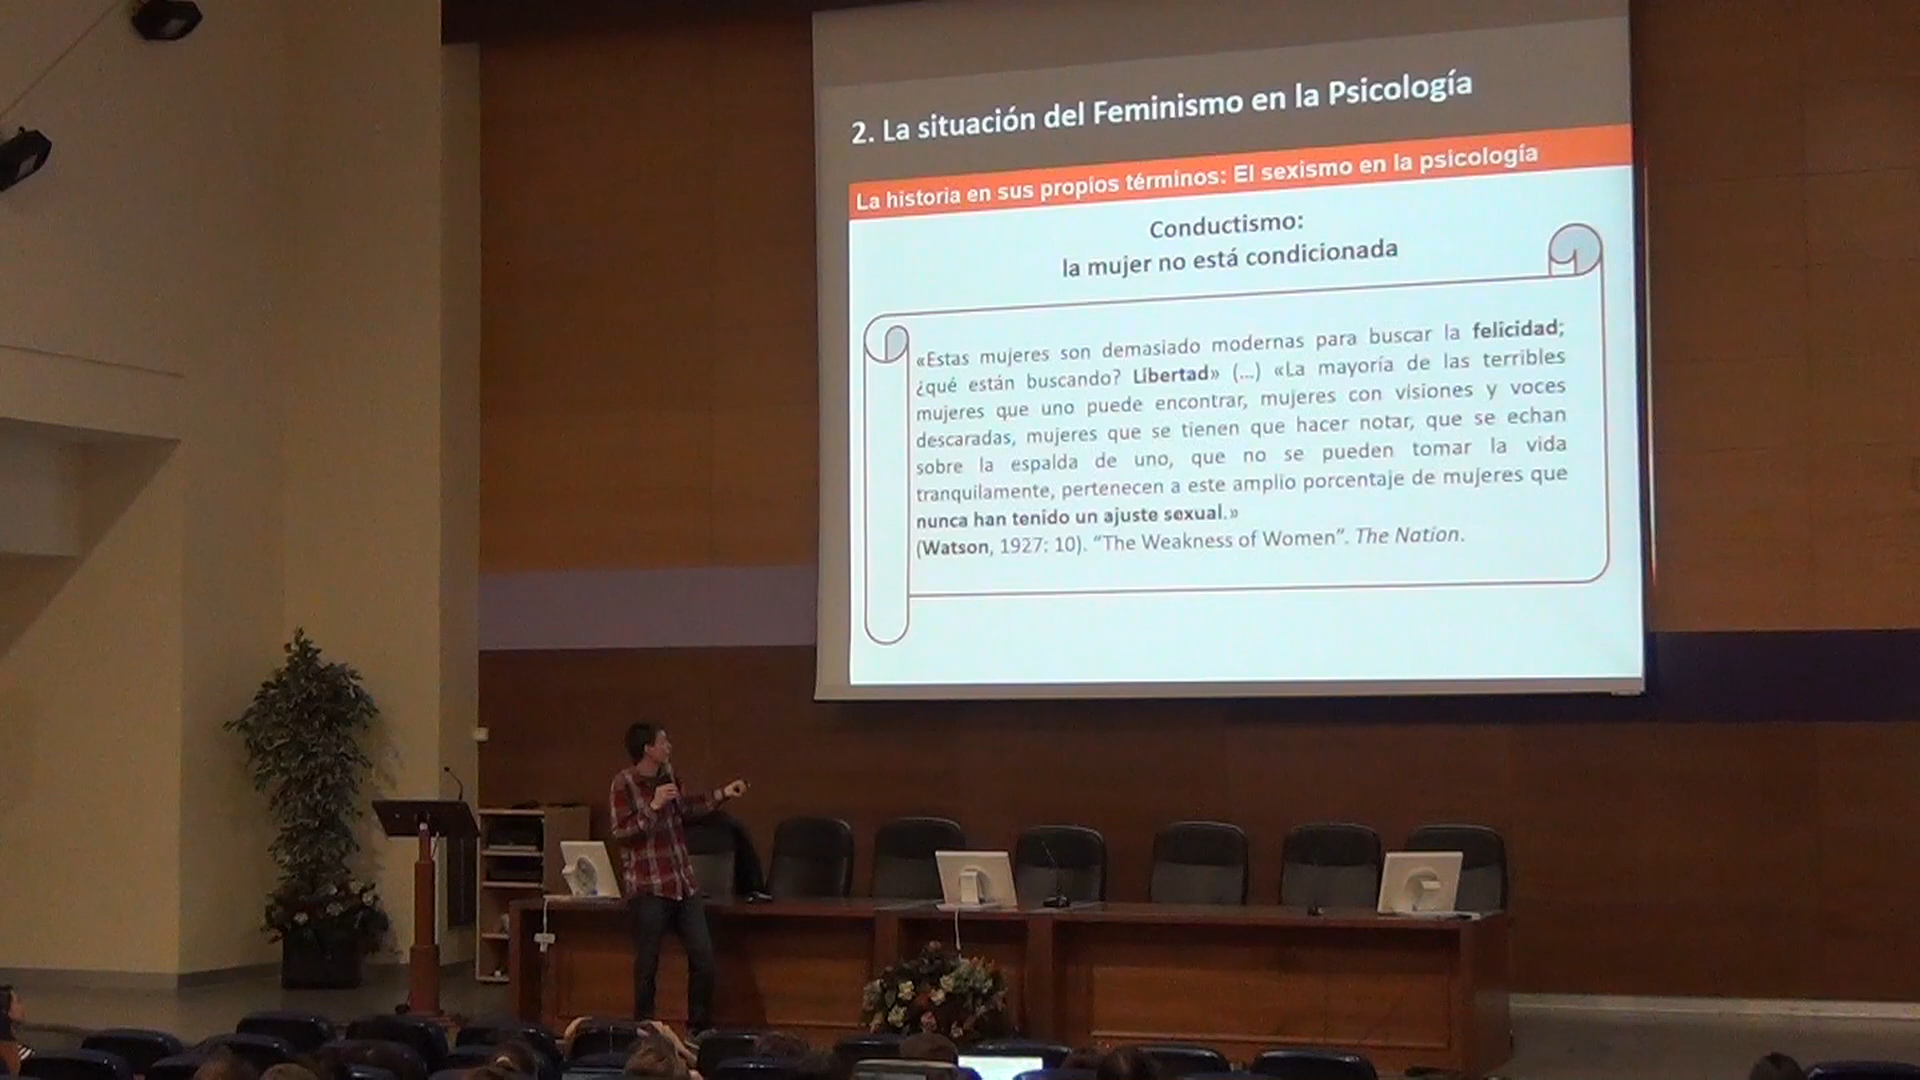 2. La situación del Feminismo en la Psicología
La historia en sus propios términos: El sexismo en la psicología
Conductismo:
la mujer no está condicionada
«Estas mujeres son demasiado modernas para buscar la felicidad;
¿qué están buscando? Libertad» (...) «La mayoría de las terribles
mujeres que uno puede encontrar, mujeres con visiones y voces
descaradas, mujeres que se tienen que hacer notar, que se echan
sobre la espalda de uno, que no se pueden tomar la vida
tranquilamente, pertenecen a este amplio porcentaje de mujeres que
nunca han tenido un ajuste sexual.»
(Watson, 1927: 10). “The Weakness of Women”. The Nation.